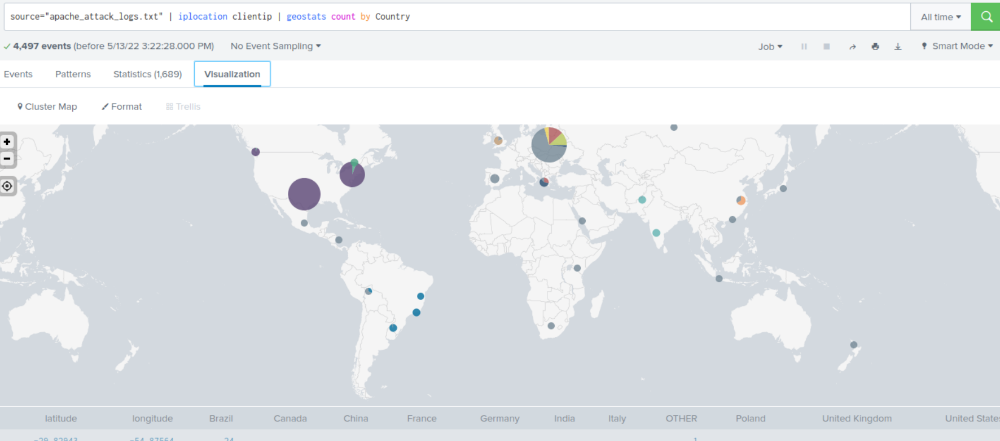 source="apache_attack_logs.txt" | iplocation clientip | geostats count by Country
All time
4,497 events (before 5/13/22 3:22:28.000 PM)
No Event Sampling
Job
Smart Mode
Events
Patterns
Statistics (1,689)
Visualization
Cluster Map
Format
Trellis
+
−
latitude longitude Brazil Canada China France Germany India Italy OTHER Poland United Kingdom United States
-29.82943 -54.87564 24 1